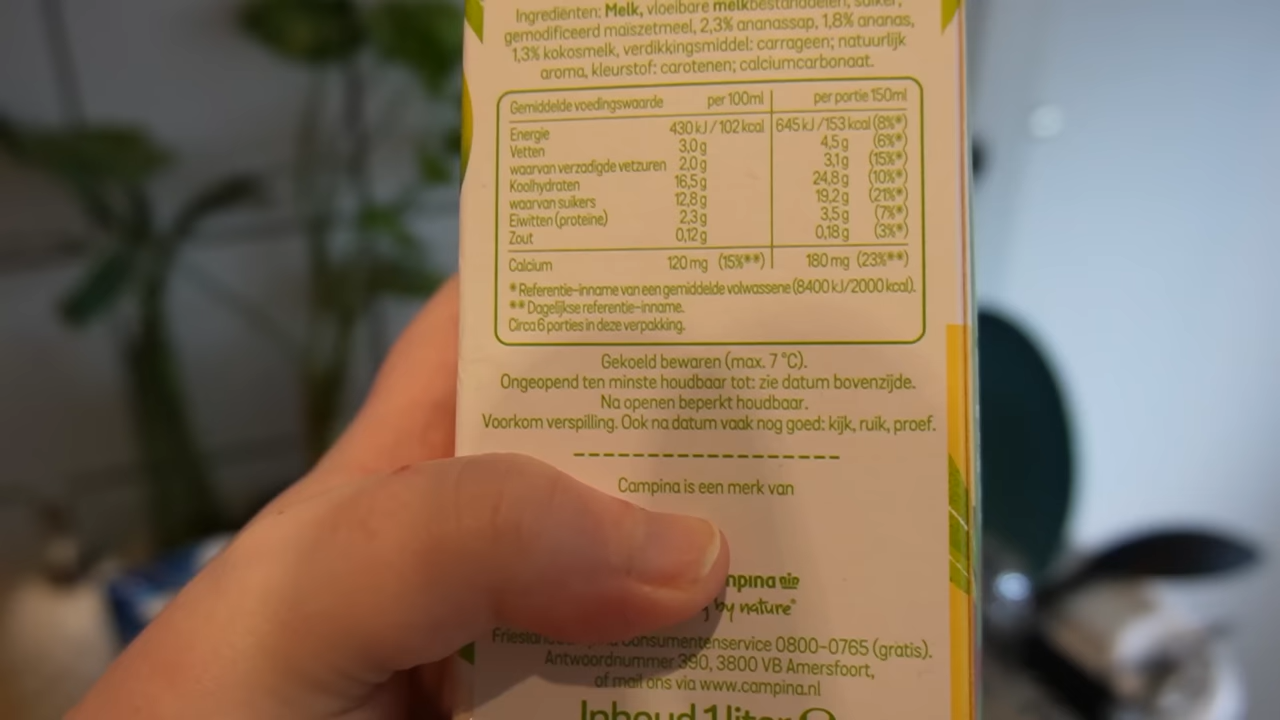 Ingrediënten: Melk, vloeibare melkbestanddelen, suiker,
gemodificeerd maïszetmeel, 2,3% ananassap, 1,8% ananas,
1,3% kokosmelk, verdikkingsmiddel: carrageen; natuurlijk
aroma, kleurstof: carotenen; calciumcarbonaat.
Gemiddelde voedingswaarde per 100ml per portie 150ml
Energie 430 kJ / 102 kcal 645 kJ / 153 kcal (8%*)
Vetten 3,0 g 4,5 g (6%*)
waarvan verzadigde vetzuren 2,0 g 3,1 g (15%*)
Koolhydraten 16,5 g 24,8 g (10%*)
waarvan suikers 12,8 g 19,2 g (21%*)
Eiwitten (proteïne) 2,3 g 3,5 g (7%*)
Zout 0,12 g 0,18 g (3%*)
Calcium 120 mg (15%**) 180 mg (23%**)
* Referentie-inname van een gemiddelde volwassene (8400 kJ/2000 kcal).
** Dagelijkse referentie-inname.
Circa 6 porties in deze verpakking.
Gekoeld bewaren (max. 7 °C).
Ongeopend ten minste houdbaar tot: zie datum bovenzijde.
Na openen beperkt houdbaar.
Voorkom verspilling. Ook na datum vaak nog goed: kijk, ruik, proef.
Campina is een merk van
by nature
Consumentenservice 0800-0765 (gratis).
Antwoordnummer 390, 3800 VB Amersfoort,
of mail ons via www.campina.nl
Inhoud 1 liter